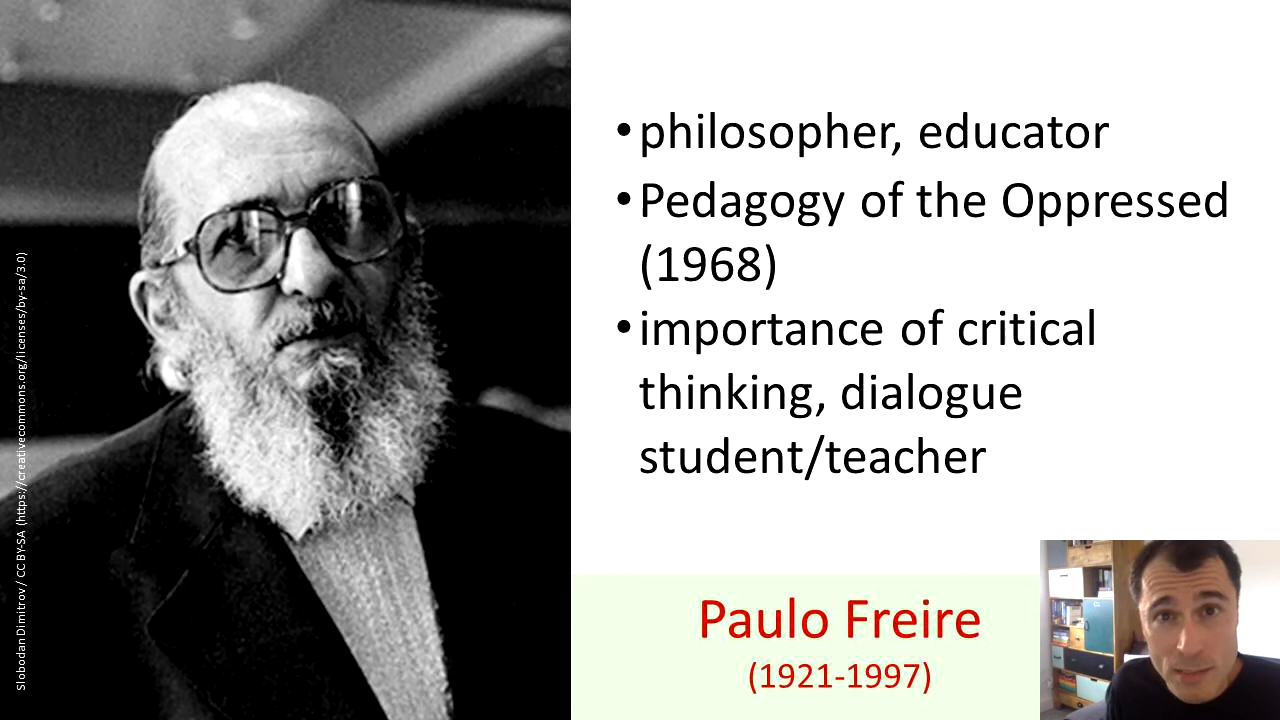 • philosopher, educator
• Pedagogy of the Oppressed
(1968)
• importance of critical
thinking, dialogue
student/teacher
Paulo Freire
(1921-1997)
Slobodan Dimitrov / CC BY-SA (https://creativecommons.org/licenses/by-sa/3.0)